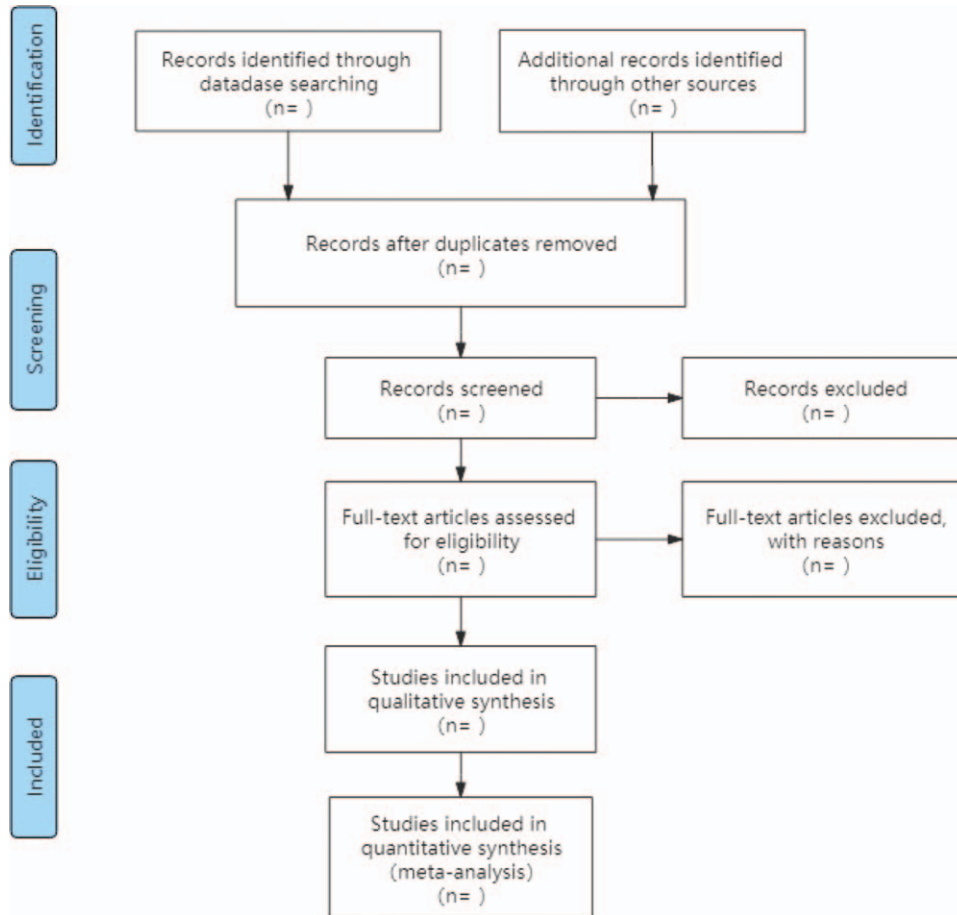 Identification
Records identified through
datadase searching
(n= )
Additional records identified
through other sources
(n= )
Records after duplicates removed
(n= )
Screening
Records screened
(n= )
Records excluded
(n= )
Eligibility
Full-text articles assessed
for eligibility
(n= )
Full-text articles excluded,
with reasons
(n= )
Included
Studies included in
qualitative synthesis
(n= )
Studies included in
quantitative synthesis
(meta-analysis)
(n= )